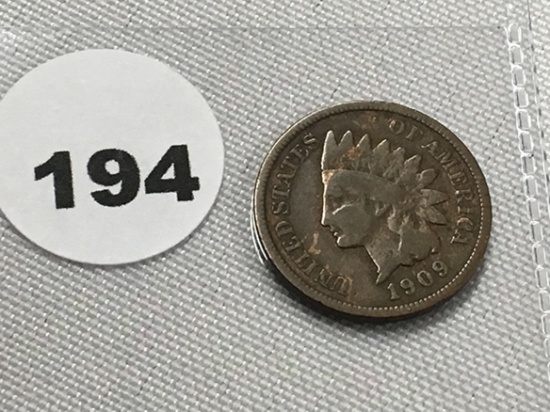 194
UNITED STATES OF AMERICA
1909